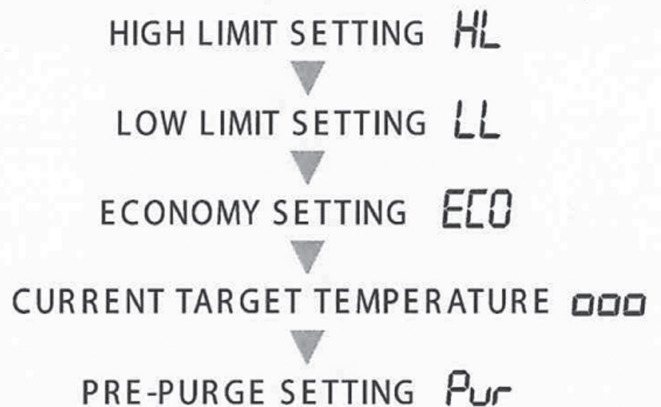 HIGH LIMIT SETTING HL
LOW LIMIT SETTING LL
ECONOMY SETTING ECO
CURRENT TARGET TEMPERATURE ooo
PRE-PURGE SETTING Pur